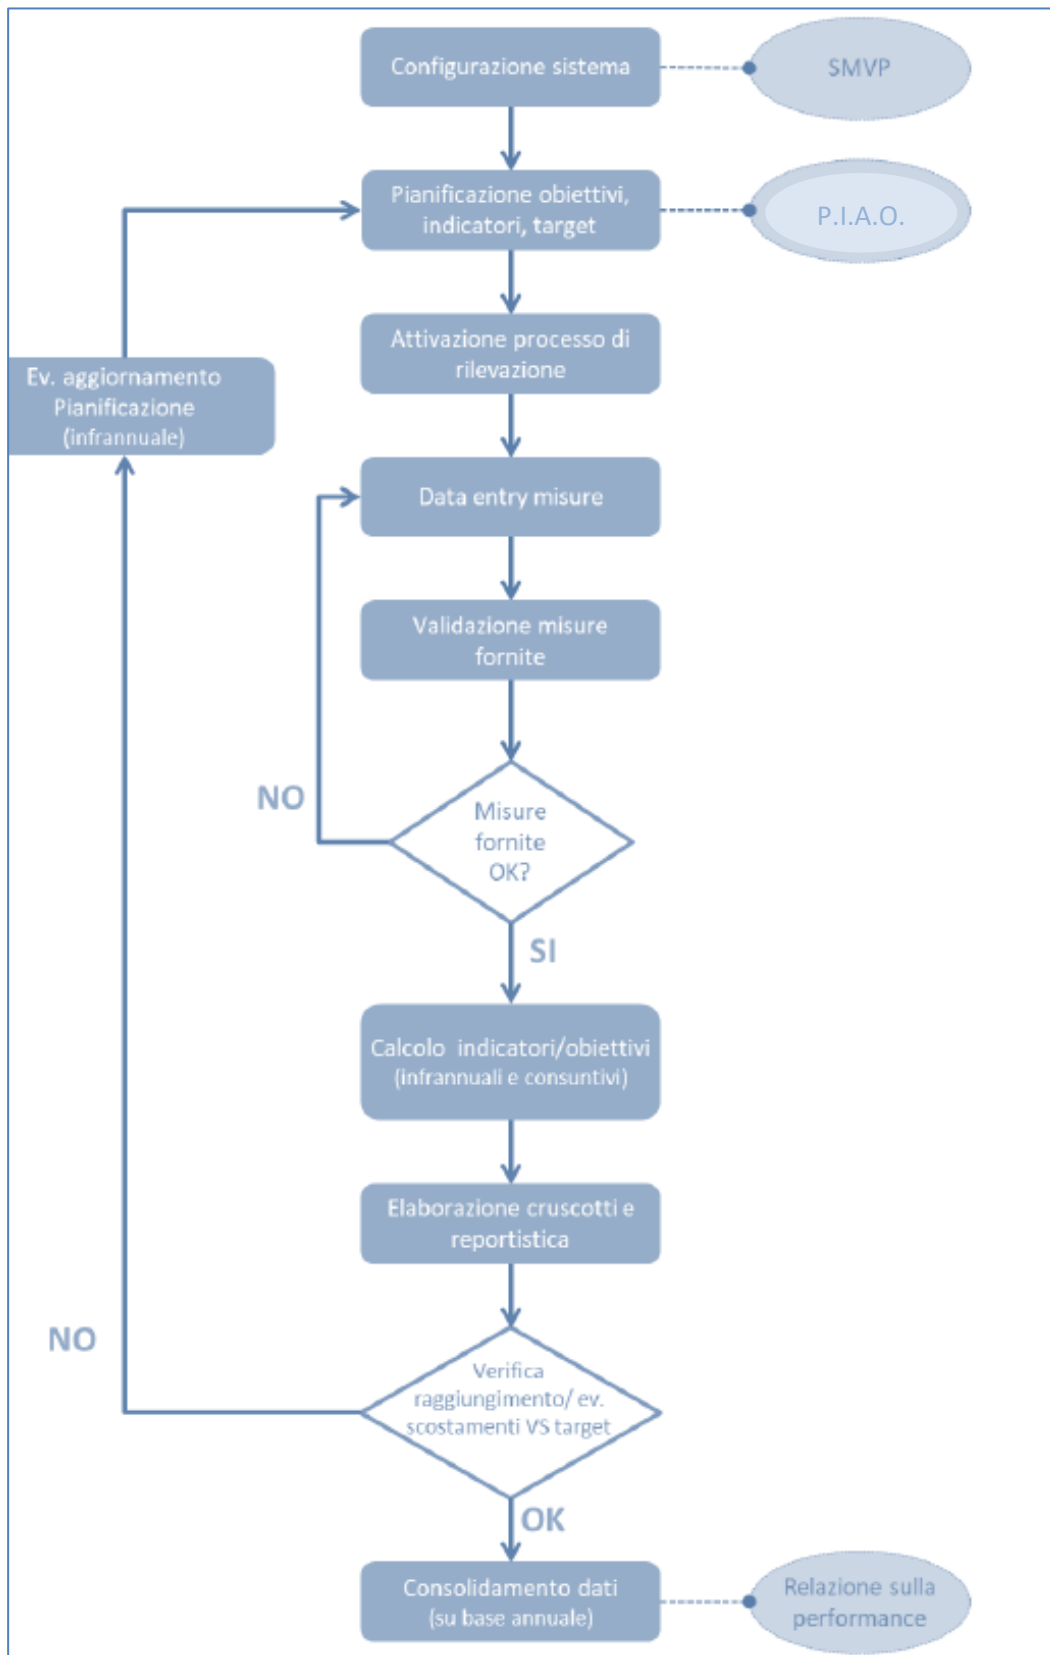 Configurazione sistema
SMVP
Pianificazione obiettivi,
indicatori, target
P.I.A.O.
Attivazione processo di
rilevazione
Ev. aggiornamento
Pianificazione
(infrannuale)
Data entry misure
Validazione misure
fornite
NO
Misure
fornite
OK?
SI
Calcolo indicatori/obiettivi
(infrannuali e consuntivi)
Elaborazione cruscotti e
reportistica
NO
Verifica
raggiungimento/ ev.
scostamenti VS target
OK
Consolidamento dati
(su base annuale)
Relazione sulla
performance